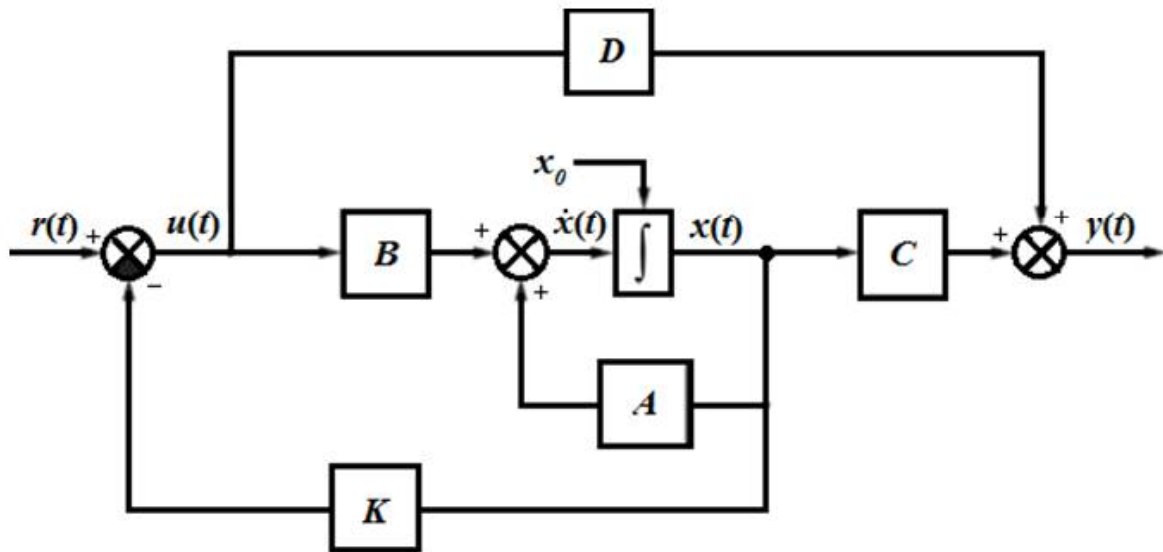 D
x₀
r(t) + u(t) B + ẋ(t) ∫ x(t) C + + y(t)
−
+
A
K